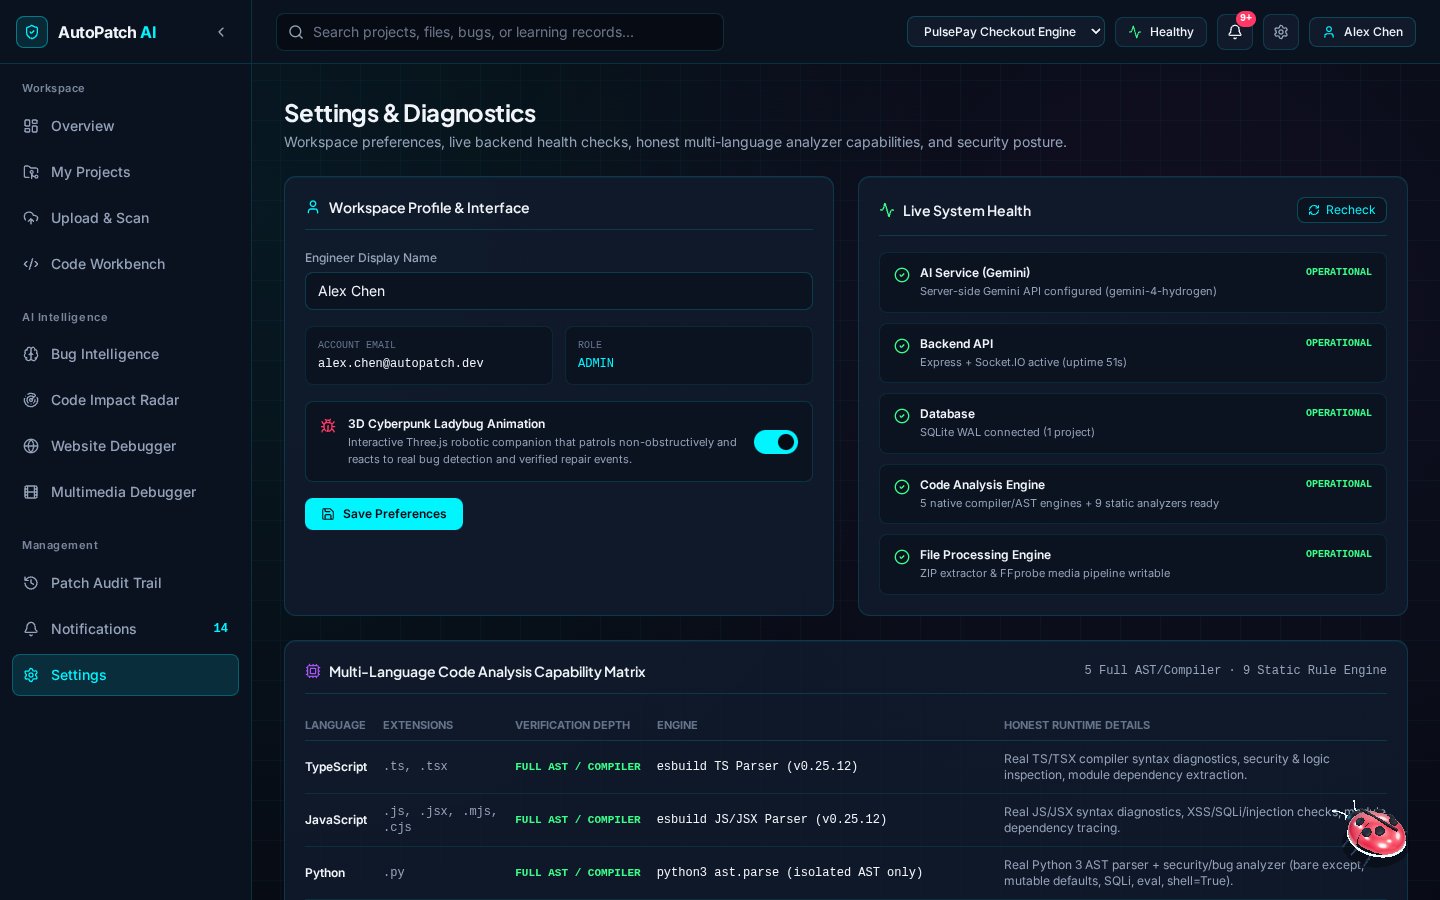 AutoPatch AI
Search projects, files, bugs, or learning records...
PulsePay Checkout Engine
Healthy
9+
Alex Chen
Workspace
Overview
My Projects
Upload & Scan
Code Workbench
AI Intelligence
Bug Intelligence
Code Impact Radar
Website Debugger
Multimedia Debugger
Management
Patch Audit Trail
Notifications 14
Settings
Settings & Diagnostics
Workspace preferences, live backend health checks, honest multi-language analyzer capabilities, and security posture.
Workspace Profile & Interface
Engineer Display Name
Alex Chen
ACCOUNT EMAIL
alex.chen@autopatch.dev
ROLE
ADMIN
3D Cyberpunk Ladybug Animation
Interactive Three.js robotic companion that patrols non-obstructively and
reacts to real bug detection and verified repair events.
Save Preferences
Live System Health
Recheck
AI Service (Gemini) OPERATIONAL
Server-side Gemini API configured (gemini-4-hydrogen)
Backend API OPERATIONAL
Express + Socket.IO active (uptime 51s)
Database OPERATIONAL
SQLite WAL connected (1 project)
Code Analysis Engine OPERATIONAL
5 native compiler/AST engines + 9 static analyzers ready
File Processing Engine OPERATIONAL
ZIP extractor & FFprobe media pipeline writable
Multi-Language Code Analysis Capability Matrix
5 Full AST/Compiler · 9 Static Rule Engine
LANGUAGE EXTENSIONS VERIFICATION DEPTH ENGINE HONEST RUNTIME DETAILS
TypeScript .ts, .tsx FULL AST / COMPILER esbuild TS Parser (v0.25.12)
Real TS/TSX compiler syntax diagnostics, security & logic
inspection, module dependency extraction.
JavaScript .js, .jsx, .mjs,
.cjs
FULL AST / COMPILER esbuild JS/JSX Parser (v0.25.12)
Real JS/JSX syntax diagnostics, XSS/SQLi/injection checks,
dependency tracing.
Python .py FULL AST / COMPILER python3 ast.parse (isolated AST only)
Real Python 3 AST parser + security/bug analyzer (bare except,
mutable defaults, SQLi, eval, shell=True).